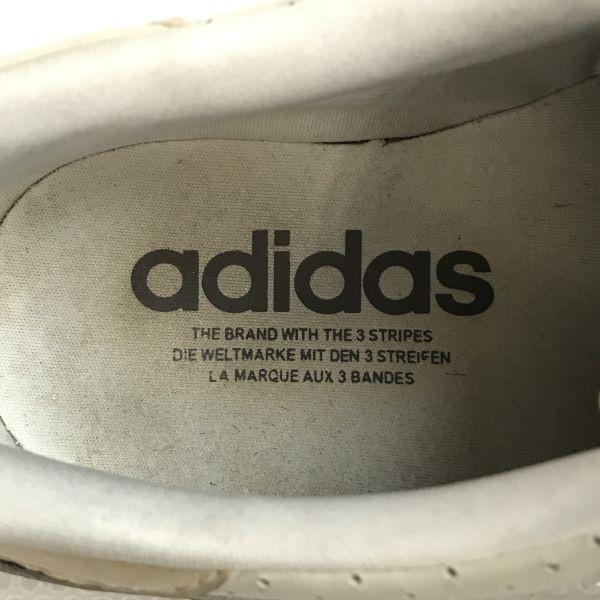 adidas
THE BRAND WITH THE 3 STRIPES
DIE WELTMARKE MIT DEN 3 STREIFEN
LA MARQUE AUX 3 BANDES